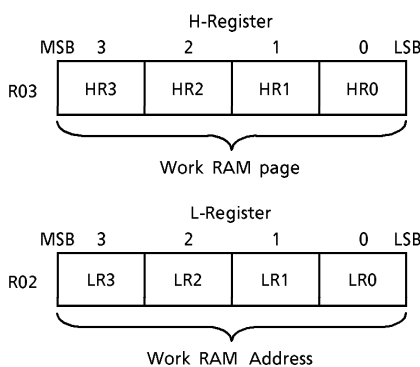 H-Register
MSB 3 2 1 0 LSB
R03 HR3 HR2 HR1 HR0
Work RAM page
L-Register
MSB 3 2 1 0 LSB
R02 LR3 LR2 LR1 LR0
Work RAM Address